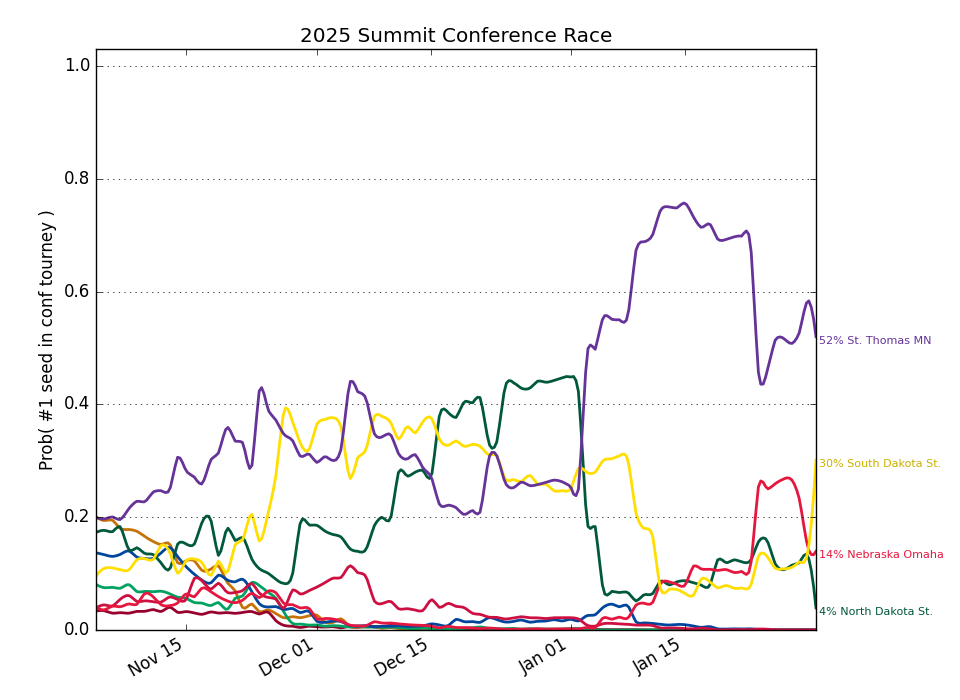 2025 Summit Conference Race
Prob( #1 seed in conf tourney )
1.0
0.8
0.6
0.4
0.2
0.0
52% St. Thomas MN
30% South Dakota St.
14% Nebraska Omaha
4% North Dakota St.
Nov 15
Dec 01
Dec 15
Jan 01
Jan 15